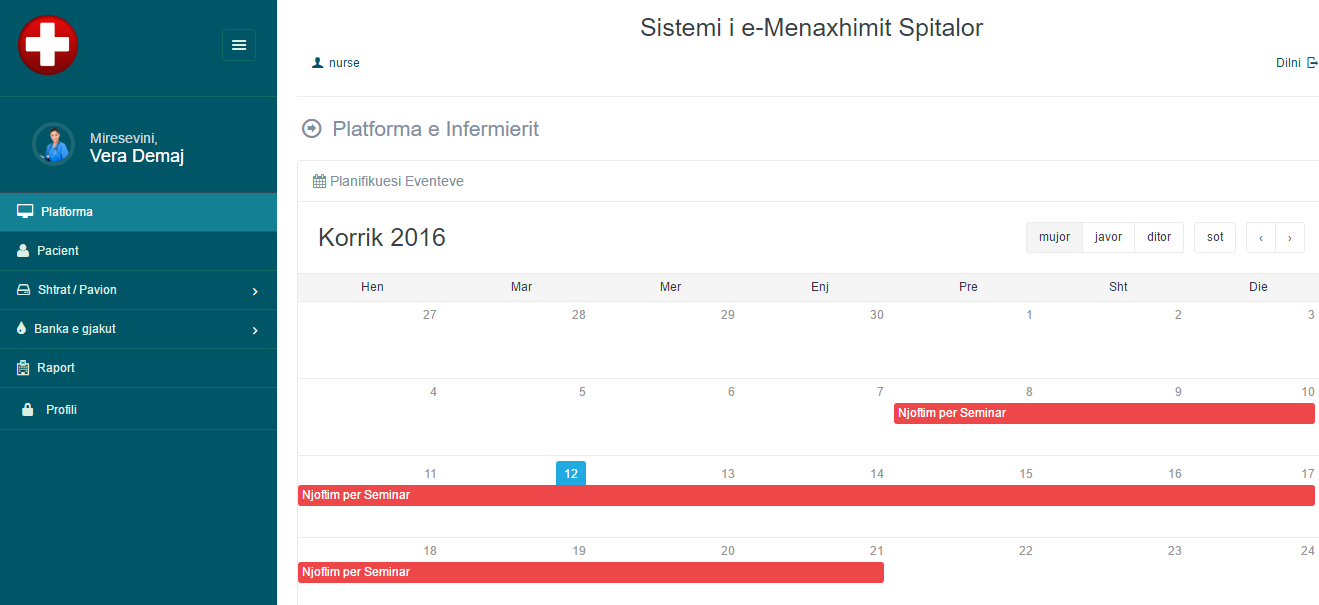 Sistemi i e-Menaxhimit Spitalor
nurse
Dilni
Miresevini,
Vera Demaj
Platforma
Pacient
Shtrat / Pavion
Banka e gjakut
Raport
Profili
Platforma e Infermierit
Planifikuesi Eventeve
Korrik 2016
mujor javor ditor sot ‹ ›
Hen Mar Mer Enj Pre Sht Die
27 28 29 30 1 2 3
4 5 6 7 8 9 10
Njoftim per Seminar
11 12 13 14 15 16 17
Njoftim per Seminar
18 19 20 21 22 23 24
Njoftim per Seminar